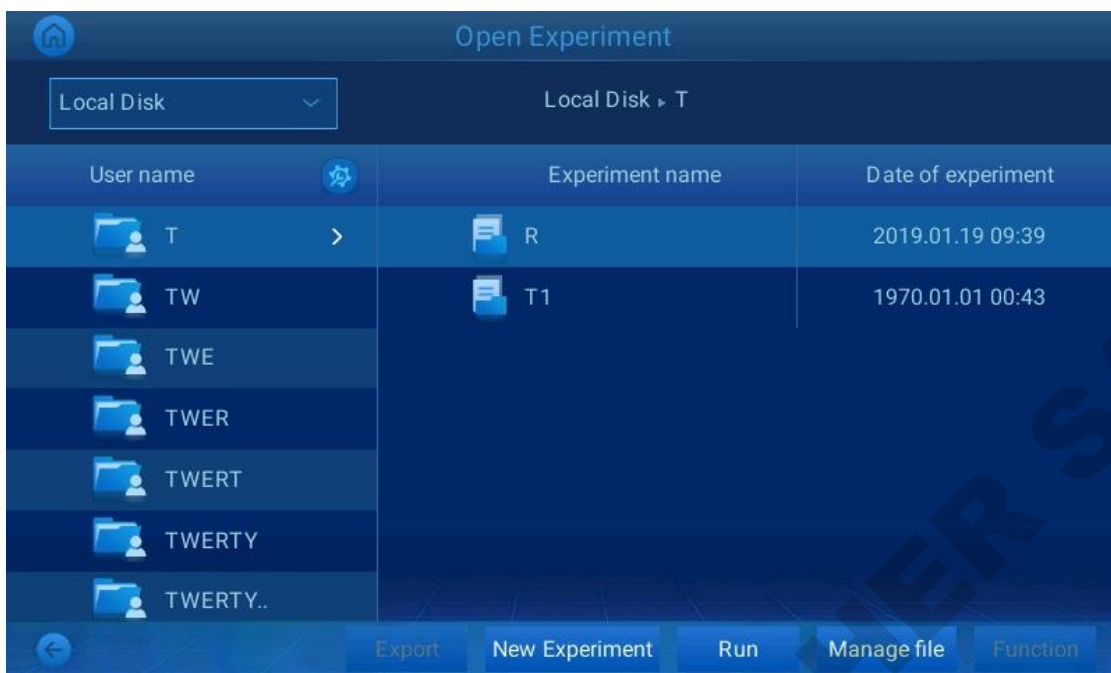 Open Experiment
Local Disk
Local Disk ▸ T
User name
Experiment name
Date of experiment
T
R
2019.01.19 09:39
TW
T1
1970.01.01 00:43
TWE
TWER
TWERT
TWERTY
TWERTY..
Export
New Experiment
Run
Manage file
Function